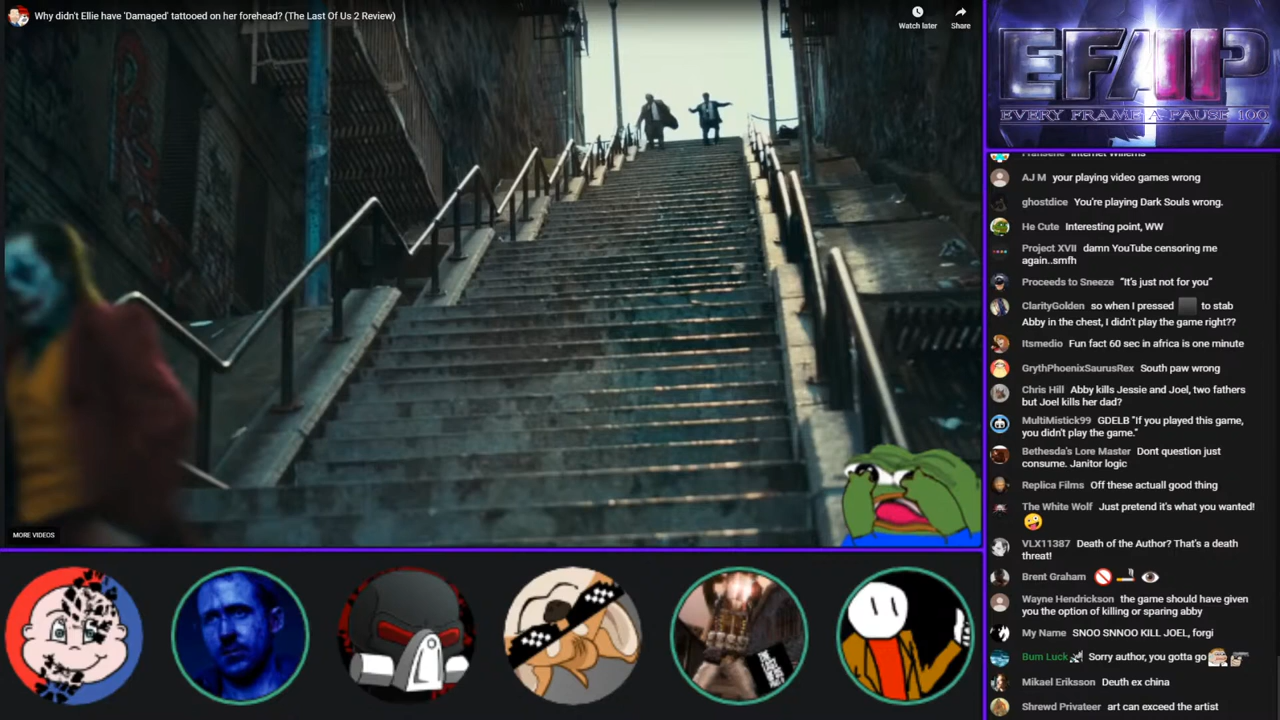 Why didn't Ellie have 'Damaged' tattooed on her forehead? (The Last Of Us 2 Review)
Watch later
Share
MORE VIDEOS
EFAP
EVERY FRAME A PAUSE 100
AJ M your playing video games wrong
ghostdice You're playing Dark Souls wrong.
He Cute Interesting point, WW
Project XVII damn YouTube censoring me
again..smfh
Proceeds to Sneeze "It's just not for you"
ClarityGolden so when I pressed to stab
Abby in the chest, I didn't play the game right??
Itsmedio Fun fact 60 sec in africa is one minute
GrythPhoenixSaurusRex South paw wrong
Chris Hill Abby kills Jessie and Joel, two fathers
but Joel kills her dad?
MultiMistick99 GDELB "If you played this game,
you didn't play the game."
Bethesda's Lore Master Dont question just
consume. Janitor logic
Replica Films Off these actuall good thing
The White Wolf Just pretend it's what you wanted!
VLX11387 Death of the Author? That's a death
threat!
Brent Graham
Wayne Hendrickson the game should have given
you the option of killing or sparing abby
My Name SNOO SNNOO KILL JOEL, forgi
Bum Luck Sorry author, you gotta go
Mikael Eriksson Deuth ex china
Shrewd Privateer art can exceed the artist